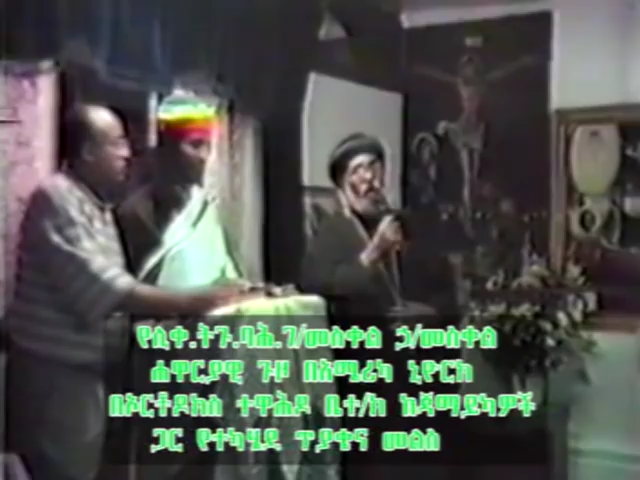 የሊቀ.ትጉ.ባሕ.ገ/መስቀል ኃ/መስቀል
ሐዋርያዊ ጉዞ በአሜሪካ ኒዮርክ
በኦርቶዶክስ ተዋሕዶ ቤተ/ክ ከጃማይካዎች
ጋር የተካሄደ ጥያቄና መልስ